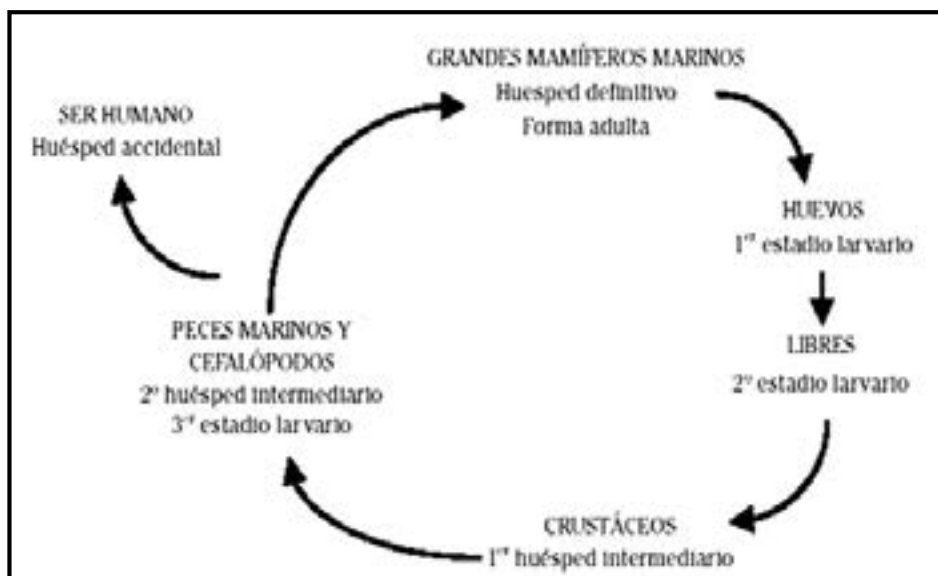 GRANDES MAMÍFEROS MARINOS
Huesped definitivo
Forma adulta
SER HUMANO
Huésped accidental
HUEVOS
1er estadio larvario
LIBRES
2º estadio larvario
PECES MARINOS Y
CEFALÓPODOS
2º huésped intermediario
3er estadio larvario
CRUSTÁCEOS
1er huésped intermediario